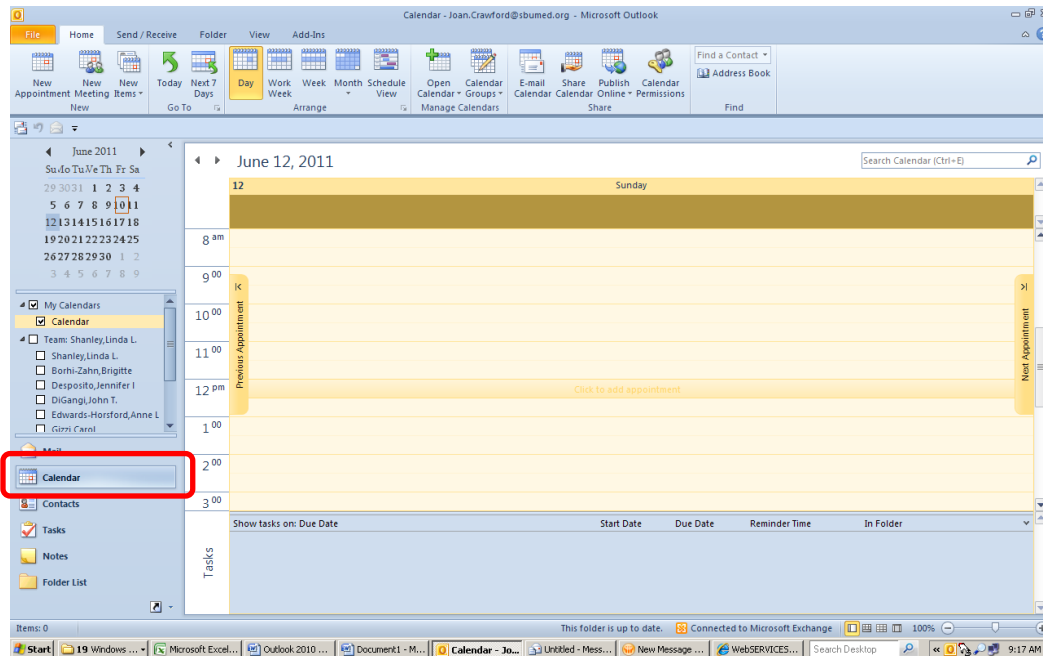 Calendar - Joan.Crawford@sbumed.org - Microsoft Outlook
File Home Send / Receive Folder View Add-Ins
New Appointment New Meeting New Items
New
Today Next 7 Days
Go To
Day Work Week Week Month Schedule View
Arrange
Open Calendar Calendar Groups
Manage Calendars
E-mail Calendar Share Calendar Publish Online Calendar Permissions
Share
Find a Contact
Address Book
Find
June 2011
Th Fr Sa
29 30 31 1 2 3 4
5 6 7 8 9 10 11
12 13 14 15 16 17 18
19 20 21 22 23 24 25
26 27 28 29 30 1 2
3 4 5 6 7 8 9
My Calendars
Calendar
Team: Shanley,Linda L.
Shanley,Linda L.
Borhi-Zahn,Brigitte
Desposito,Jennifer I
DiGangi,John T.
Edwards-Horsford,Anne L
Gizzi Carol
Mail
Calendar
Contacts
Tasks
Notes
Folder List
June 12, 2011
Search Calendar (Ctrl+E)
12 Sunday
8 am
9 00
10 00
11 00
12 pm
1 00
2 00
3 00
Previous Appointment
Click to add appointment
Next Appointment
Tasks
Show tasks on: Due Date Start Date Due Date Reminder Time In Folder
Items: 0
This folder is up to date. Connected to Microsoft Exchange 100%
Start 19 Windows ... Microsoft Excel... Outlook 2010 ... Document1 - M... Calendar - Jo... Untitled - Mess... New Message ... WebSERVICES... Search Desktop 9:17 AM